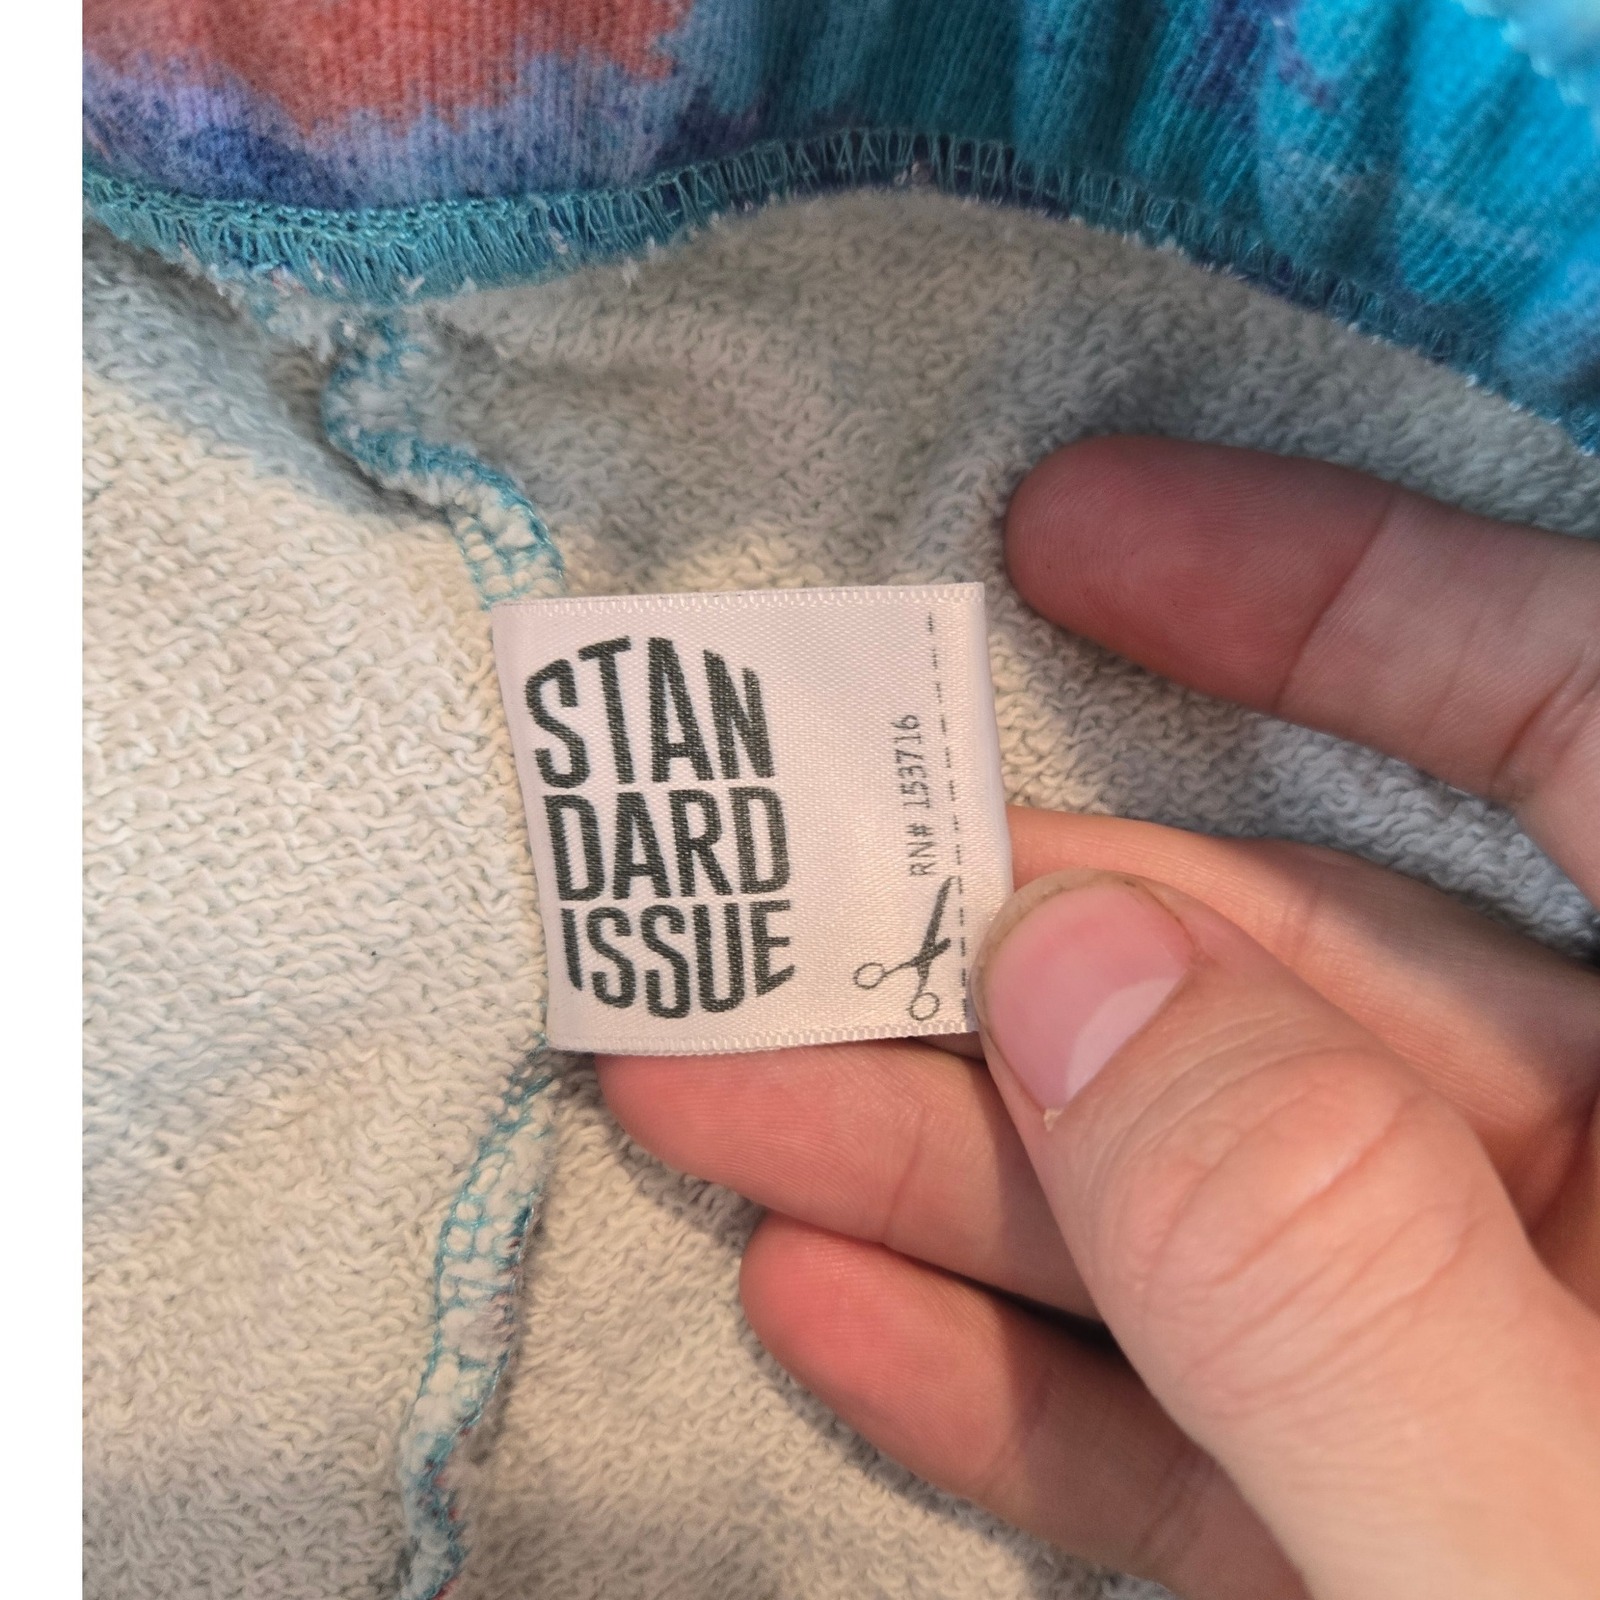 STAN
DARD
ISSUE
RN# 153716